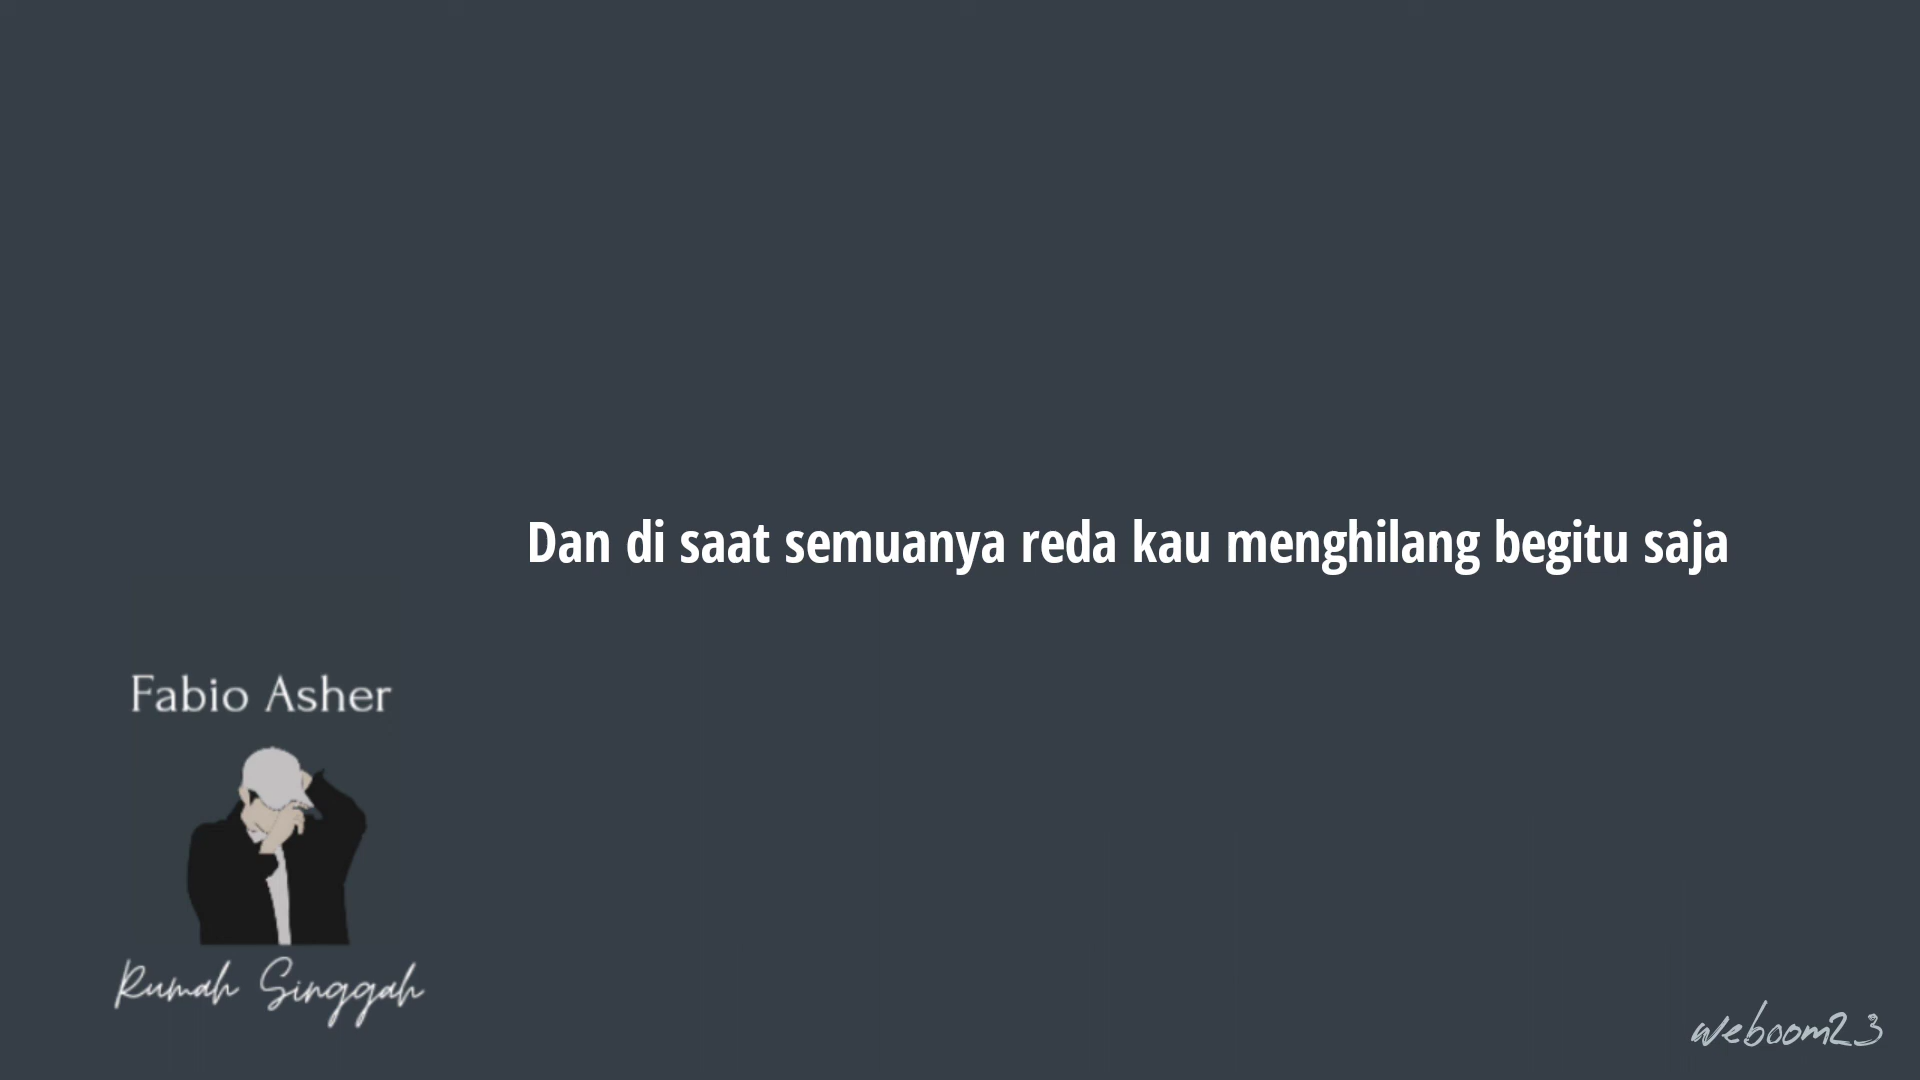 Dan di saat semuanya reda kau menghilang begitu saja
Fabio Asher
Rumah Singgah
weboom23